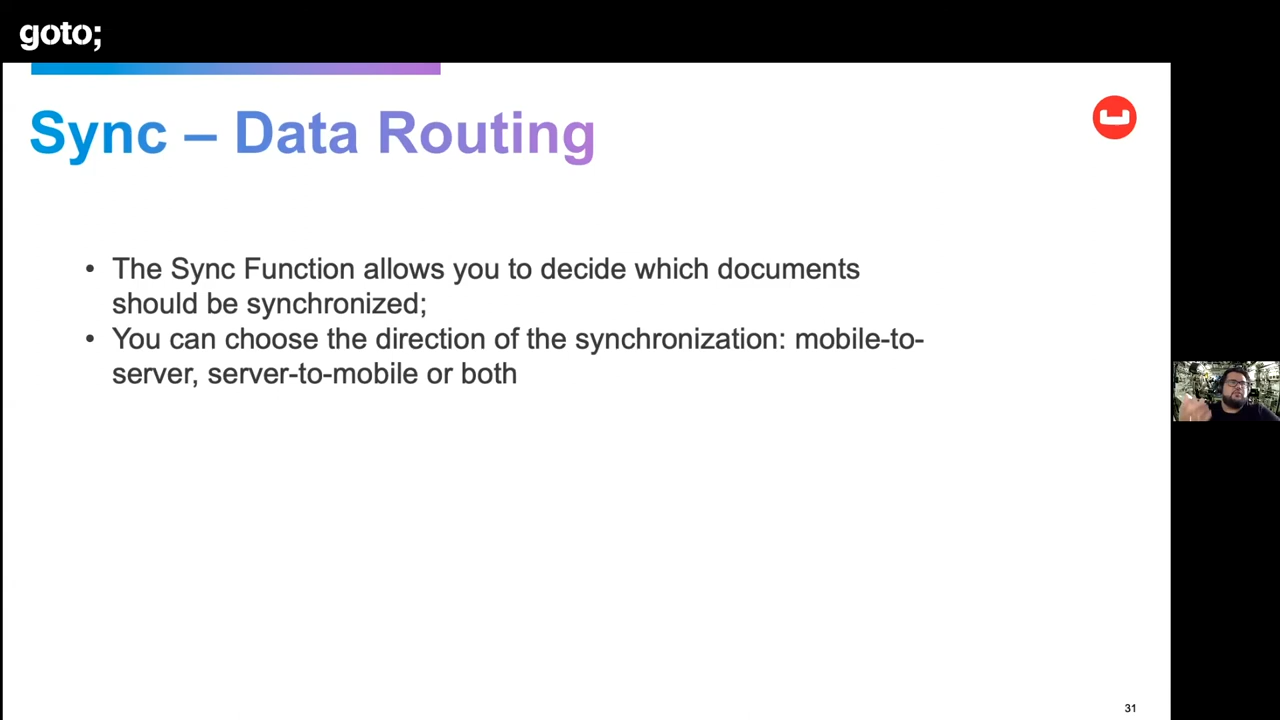 goto;
Sync – Data Routing
• The Sync Function allows you to decide which documents
should be synchronized;
• You can choose the direction of the synchronization: mobile-to-
server, server-to-mobile or both
31